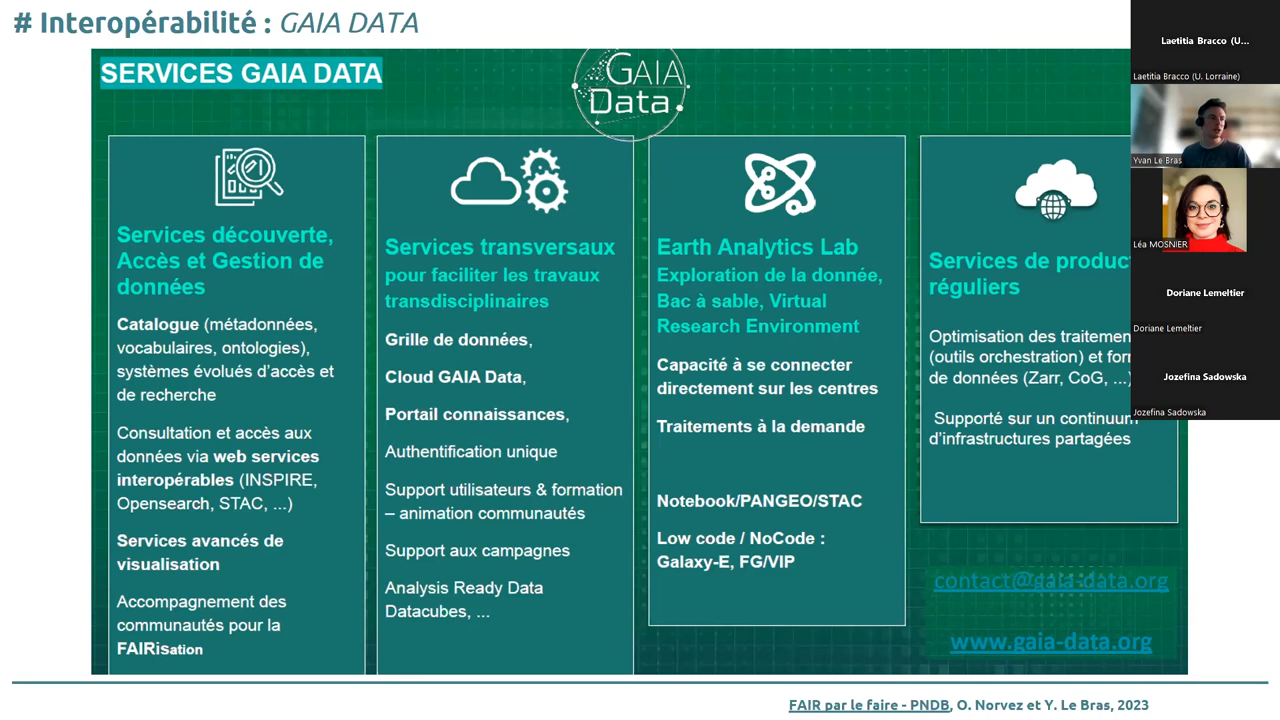 # Interopérabilité : GAIA DATA
SERVICES GAIA DATA
GAIA
Data
Services découverte,
Accès et Gestion de
données
Catalogue (métadonnées,
vocabulaires, ontologies),
systèmes évolués d'accès et
de recherche
Consultation et accès aux
données via web services
interopérables (INSPIRE,
Opensearch, STAC, ...)
Services avancés de
visualisation
Accompagnement des
communautés pour la
FAIRisation
Services transversaux
pour faciliter les travaux
transdisciplinaires
Grille de données,
Cloud GAIA Data,
Portail connaissances,
Authentification unique
Support utilisateurs & formation
– animation communautés
Support aux campagnes
Analysis Ready Data
Datacubes, ...
Earth Analytics Lab
Exploration de la donnée,
Bac à sable, Virtual
Research Environment
Capacité à se connecter
directement sur les centres
Traitements à la demande
Notebook/PANGEO/STAC
Low code / NoCode :
Galaxy-E, FG/VIP
Services de
réguliers
Optimisation des
(outils orchestration) et
de données (Zarr, CoG, ...)
Supporté sur un continuum
d'infrastructures partagées
contact@gaia-data.org
www.gaia-data.org
Laetitia Bracco (U...
Laetitia Bracco (U. Lorraine)
Yvan Le Bras
Léa MOSNIER
Doriane Lemeltier
Doriane Lemeltier
Jozefina Sadowska
Jozefina Sadowska
FAIR par le faire - PNDB, O. Norvez et Y. Le Bras, 2023